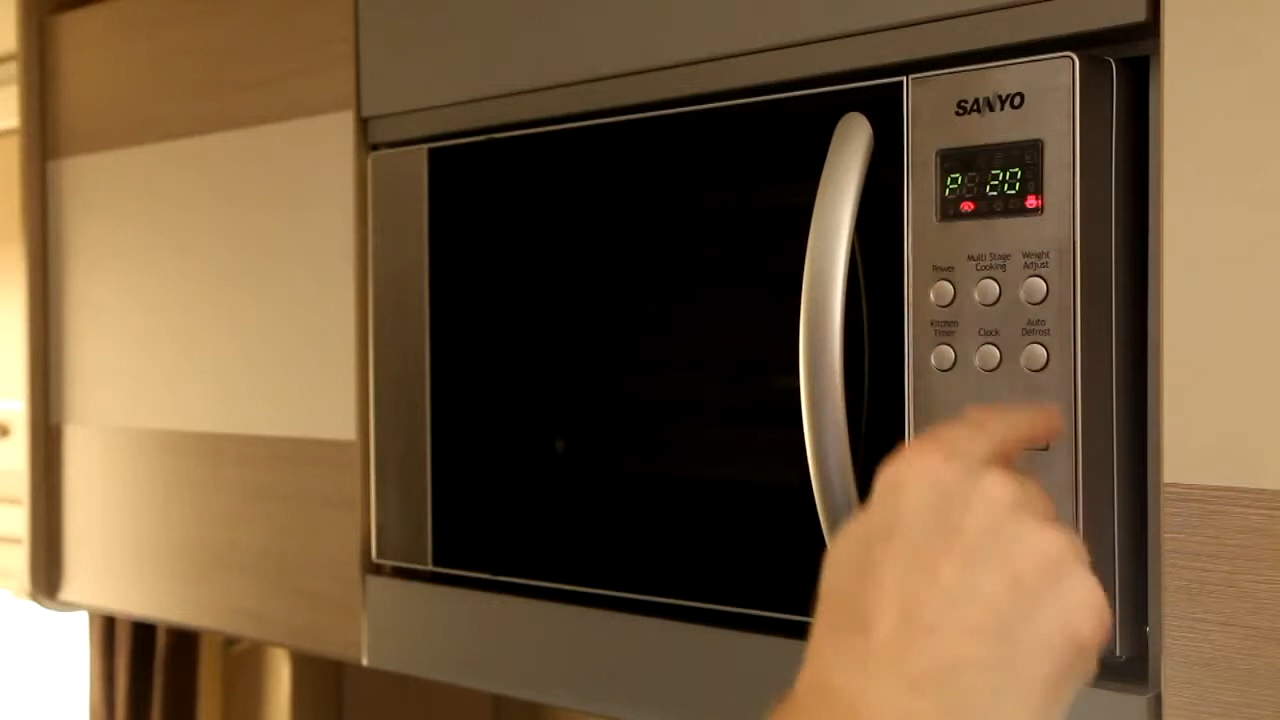 SANYO
P 20
Power
Multi Stage
Cooking
Weight
Adjust
Kitchen
Timer
Clock
Auto
Defrost